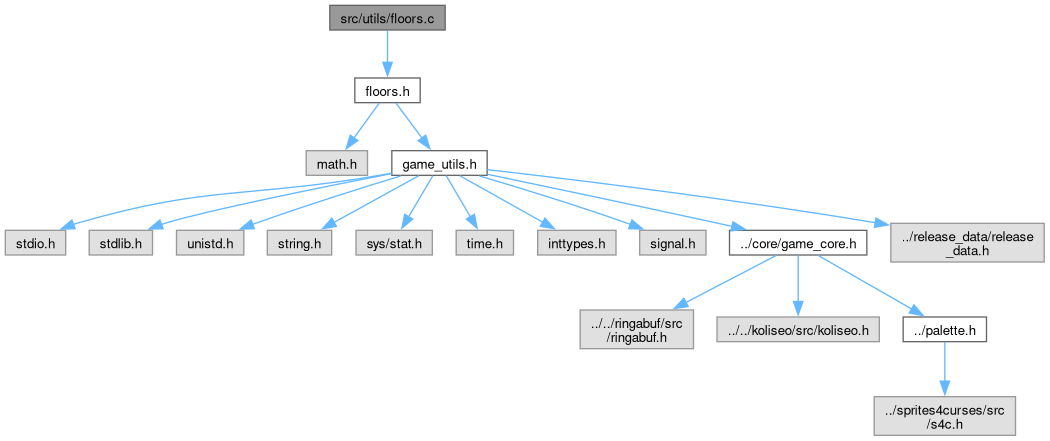 src/utils/floors.c
floors.h
math.h
game_utils.h
stdio.h
stdlib.h
unistd.h
string.h
sys/stat.h
time.h
inttypes.h
signal.h
../core/game_core.h
../release_data/release
_data.h
../../ringabuf/src
/ringabuf.h
../../koliseo/src/koliseo.h
../palette.h
../sprites4curses/src
/s4c.h